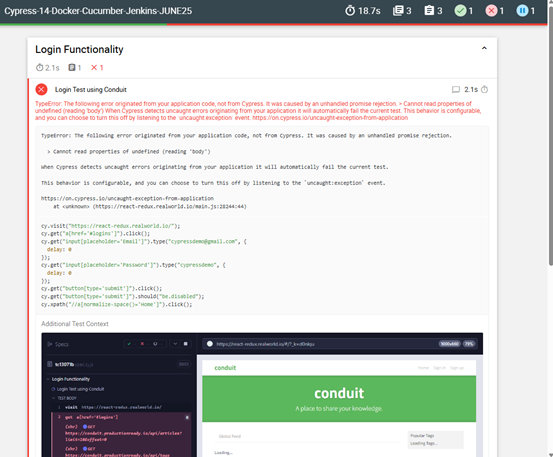 Cypress-14-Docker-Cucumber-Jenkins-JUNE25
18.7s 3 3 1 1 1
Login Functionality
2.1s 1 1
Login Test using Conduit 2.1s
TypeError: The following error originated from your application code, not from Cypress. It was caused by an unhandled promise rejection. > Cannot read properties of
undefined (reading 'body') When Cypress detects uncaught errors originating from your application it will automatically fail the current test. This behavior is configurable,
and you can choose to turn this off by listening to the `uncaught:exception` event. https://on.cypress.io/uncaught-exception-from-application
TypeError: The following error originated from your application code, not from Cypress. It was caused by an unhandled promise rejection.
> Cannot read properties of undefined (reading 'body')
When Cypress detects uncaught errors originating from your application it will automatically fail the current test.
This behavior is configurable, and you can choose to turn this off by listening to the `uncaught:exception` event.
https://on.cypress.io/uncaught-exception-from-application
at <unknown> (https://react-redux.realworld.io/main.js:20244:44)
cy.visit("https://react-redux.realworld.io/");
cy.get("a[href='#login']").click();
cy.get("input[placeholder='Email']").type("cypressdemo@gmail.com", {
delay: 0
});
cy.get("input[placeholder='Password']").type("cypressdemo", {
delay: 0
});
cy.get("button[type='submit']").click();
cy.get("button[type='submit']").should("be.disabled");
cy.xpath("//a[normalize-space()='Home']").click();
Additional Test Context
Specs
Login Functionality
Login Test using Conduit
TEST BODY
1 visit https://react-redux.realworld.io/
2 get a[href='#login']
(xhr) GET
https://conduit.productionready.io/api/articles?
limit=10&offset=0
(xhr) GET
https://conduit.productionready.io/api/tags
conduit
Home Sign in Sign up
conduit
A place to share your knowledge.
Global Feed
Loading...
Popular Tags
Loading Tags...